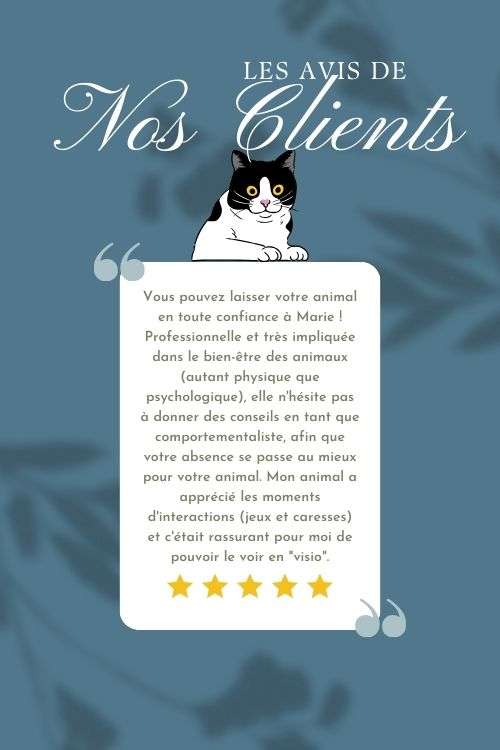 LES AVIS DE
Nos Clients
Vous pouvez laisser votre animal
en toute confiance à Marie !
Professionnelle et très impliquée
dans le bien-être des animaux
(autant physique que
psychologique), elle n'hésite pas
à donner des conseils en tant que
comportementaliste, afin que
votre absence se passe au mieux
pour votre animal. Mon animal a
apprécié les moments
d'interactions (jeux et caresses)
et c'était rassurant pour moi de
pouvoir le voir en "visio".